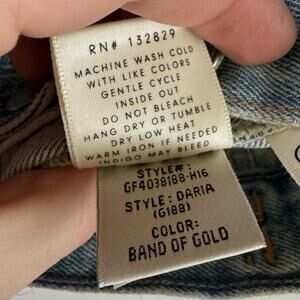 RN# 132829
MACHINE WASH COLD
WITH LIKE COLORS
GENTLE CYCLE
INSIDE OUT
DO NOT BLEACH
HANG DRY OR TUMBLE
DRY LOW HEAT
WARM IRON IF NEEDED
INDIGO MAY BLEED
STYLE#:
GF4038188-H16
STYLE: DARIA
(G188)
COLOR:
BAND OF GOLD